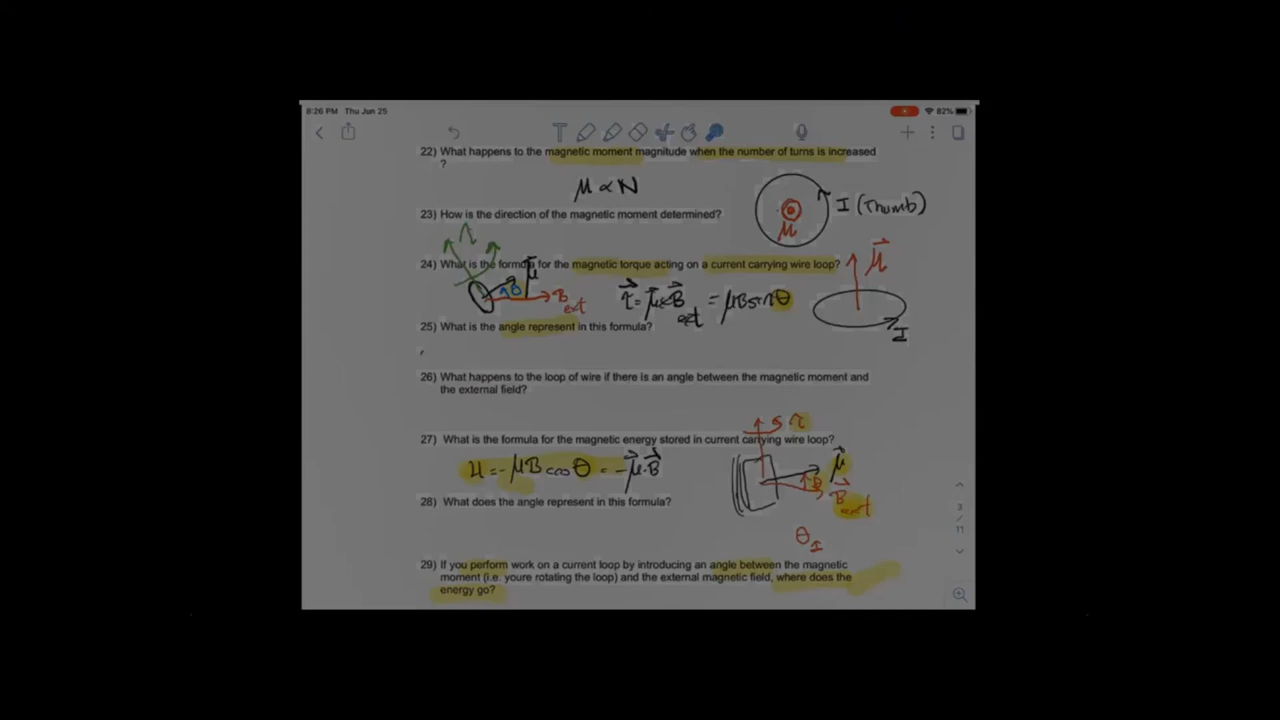 8:26 PM Thu Jun 25
82%
22) What happens to the magnetic moment magnitude when the number of turns is increased
?
μ ∝ N
I (Thumb)
μ
23) How is the direction of the magnetic moment determined?
24) What is the formula for the magnetic torque acting on a current carrying wire loop?
μ
θ
B ext
τ = μ×B ext = μB sin θ
μ
I
25) What is the angle represent in this formula?
26) What happens to the loop of wire if there is an angle between the magnetic moment and
the external field?
τ
27) What is the formula for the magnetic energy stored in current carrying wire loop?
U = -μB cos θ = -μ·B
μ
θ
B ext
28) What does the angle represent in this formula?
θ
29) If you perform work on a current loop by introducing an angle between the magnetic
moment (i.e. youre rotating the loop) and the external magnetic field, where does the
energy go?
3
/
11